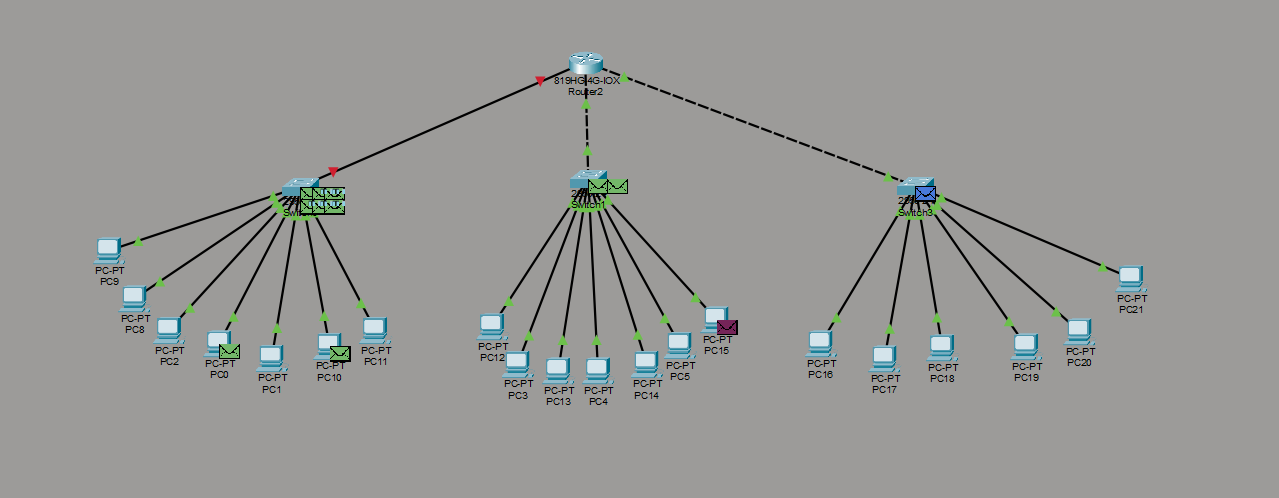 819HG-4G-IOX
Router2
Switch1
Switch3
PC-PT
PC9
PC-PT
PC8
PC-PT
PC2
PC-PT
PC0
PC-PT
PC1
PC-PT
PC10
PC-PT
PC11
PC-PT
PC12
PC-PT
PC3
PC-PT
PC13
PC-PT
PC4
PC-PT
PC14
PC-PT
PC5
PC-PT
PC15
PC-PT
PC16
PC-PT
PC17
PC-PT
PC18
PC-PT
PC19
PC-PT
PC20
PC-PT
PC21